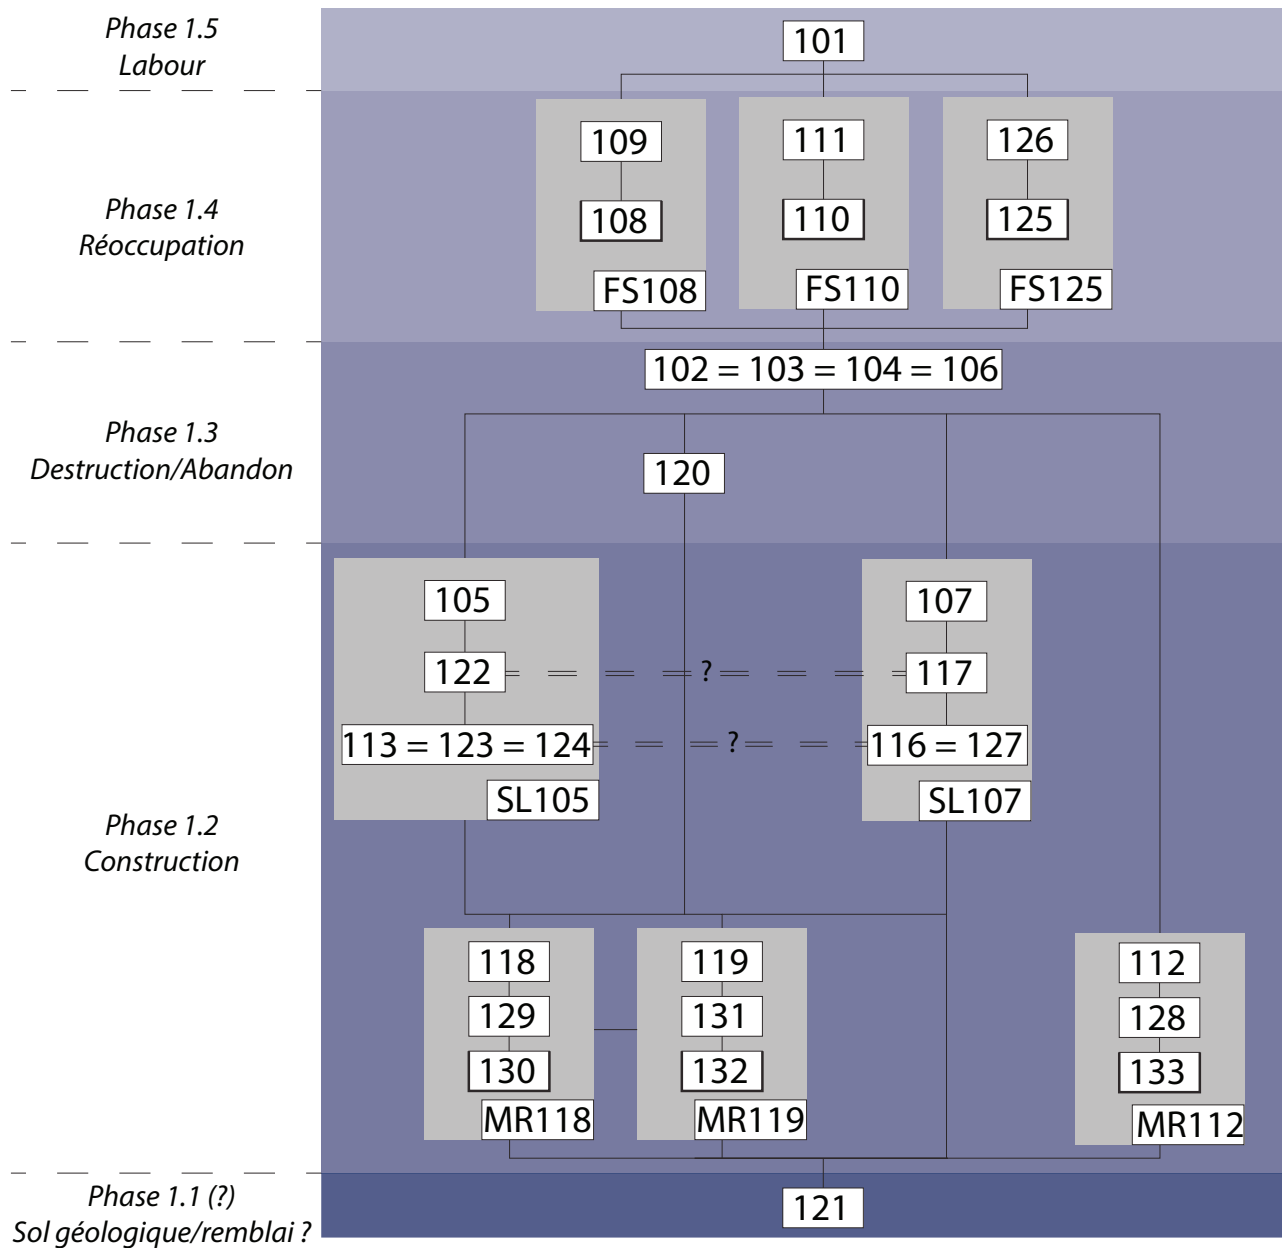 Phase 1.5
Labour
101
Phase 1.4
Réoccupation
109
111
126
108
110
125
FS108
FS110
FS125
Phase 1.3
Destruction/Abandon
102 = 103 = 104 = 106
120
Phase 1.2
Construction
105
107
122
?
117
113 = 123 = 124
?
116 = 127
SL105
SL107
118
119
112
129
131
128
130
132
133
MR118
MR119
MR112
Phase 1.1 (?)
Sol géologique/remblai ?
121